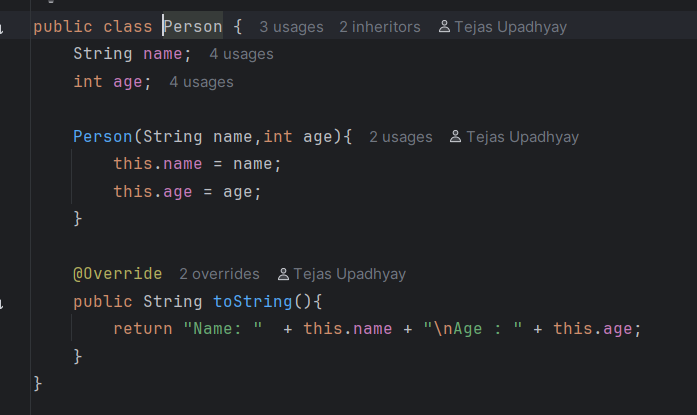 public class Person {  3 usages  2 inheritors  Tejas Upadhyay
    String name;  4 usages
    int age;  4 usages
    Person(String name,int age){  2 usages  Tejas Upadhyay
        this.name = name;
        this.age = age;
    }
    @Override  2 overrides  Tejas Upadhyay
    public String toString(){
        return "Name: "  + this.name + "\nAge : " + this.age;
    }
}